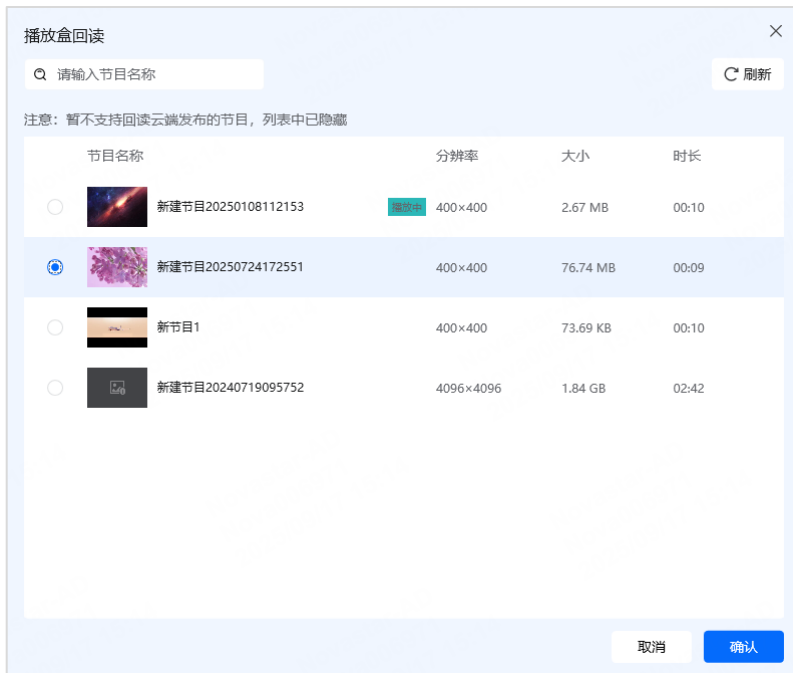 播放盒回读
请输入节目名称
刷新
注意：暂不支持回读云端发布的节目，列表中已隐藏
节目名称 分辨率 大小 时长
新建节目20250108112153 播放中 400×400 2.67 MB 00:10
新建节目20250724172551 400×400 76.74 MB 00:09
新节目1 400×400 73.69 KB 00:10
新建节目20240719095752 4096×4096 1.84 GB 02:42
取消 确认